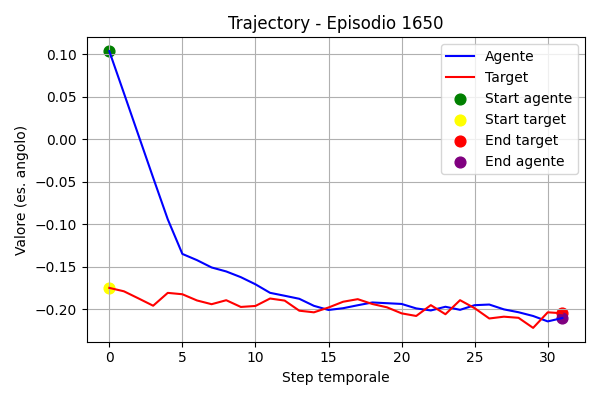 Trajectory - Episodio 1650
Valore (es. angolo)
0.10
0.05
0.00
−0.05
−0.10
−0.15
−0.20
Agente
Target
Start agente
Start target
End target
End agente
0 5 10 15 20 25 30
Step temporale